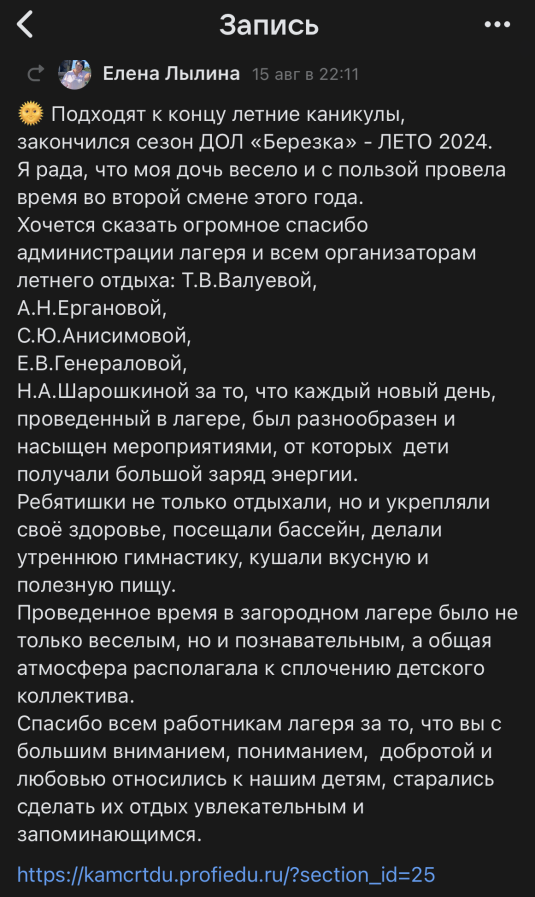 Запись
Елена Лылина 15 авг в 22:11
🌞 Подходят к концу летние каникулы,
закончился сезон ДОЛ «Березка» - ЛЕТО 2024.
Я рада, что моя дочь весело и с пользой провела
время во второй смене этого года.
Хочется сказать огромное спасибо
администрации лагеря и всем организаторам
летнего отдыха: Т.В.Валуевой,
А.Н.Ергановой,
С.Ю.Анисимовой,
Е.В.Генераловой,
Н.А.Шарошкиной за то, что каждый новый день,
проведенный в лагере, был разнообразен и
насыщен мероприятиями, от которых  дети
получали большой заряд энергии.
Ребятишки не только отдыхали, но и укрепляли
своё здоровье, посещали бассейн, делали
утреннюю гимнастику, кушали вкусную и
полезную пищу.
Проведенное время в загородном лагере было не
только веселым, но и познавательным, а общая
атмосфера располагала к сплочению детского
коллектива.
Спасибо всем работникам лагеря за то, что вы с
большим вниманием, пониманием,  добротой и
любовью относились к нашим детям, старались
сделать их отдых увлекательным и
запоминающимся.
https://kamcrtdu.profiedu.ru/?section_id=25